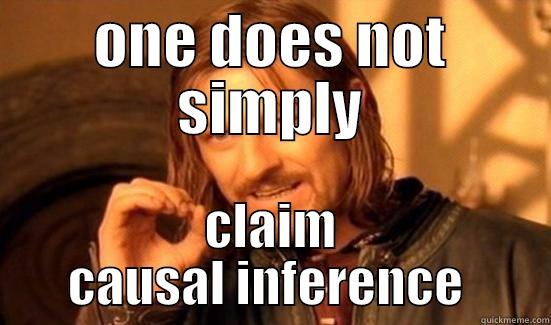 one does not
simply
claim
causal inference
quickmeme.com